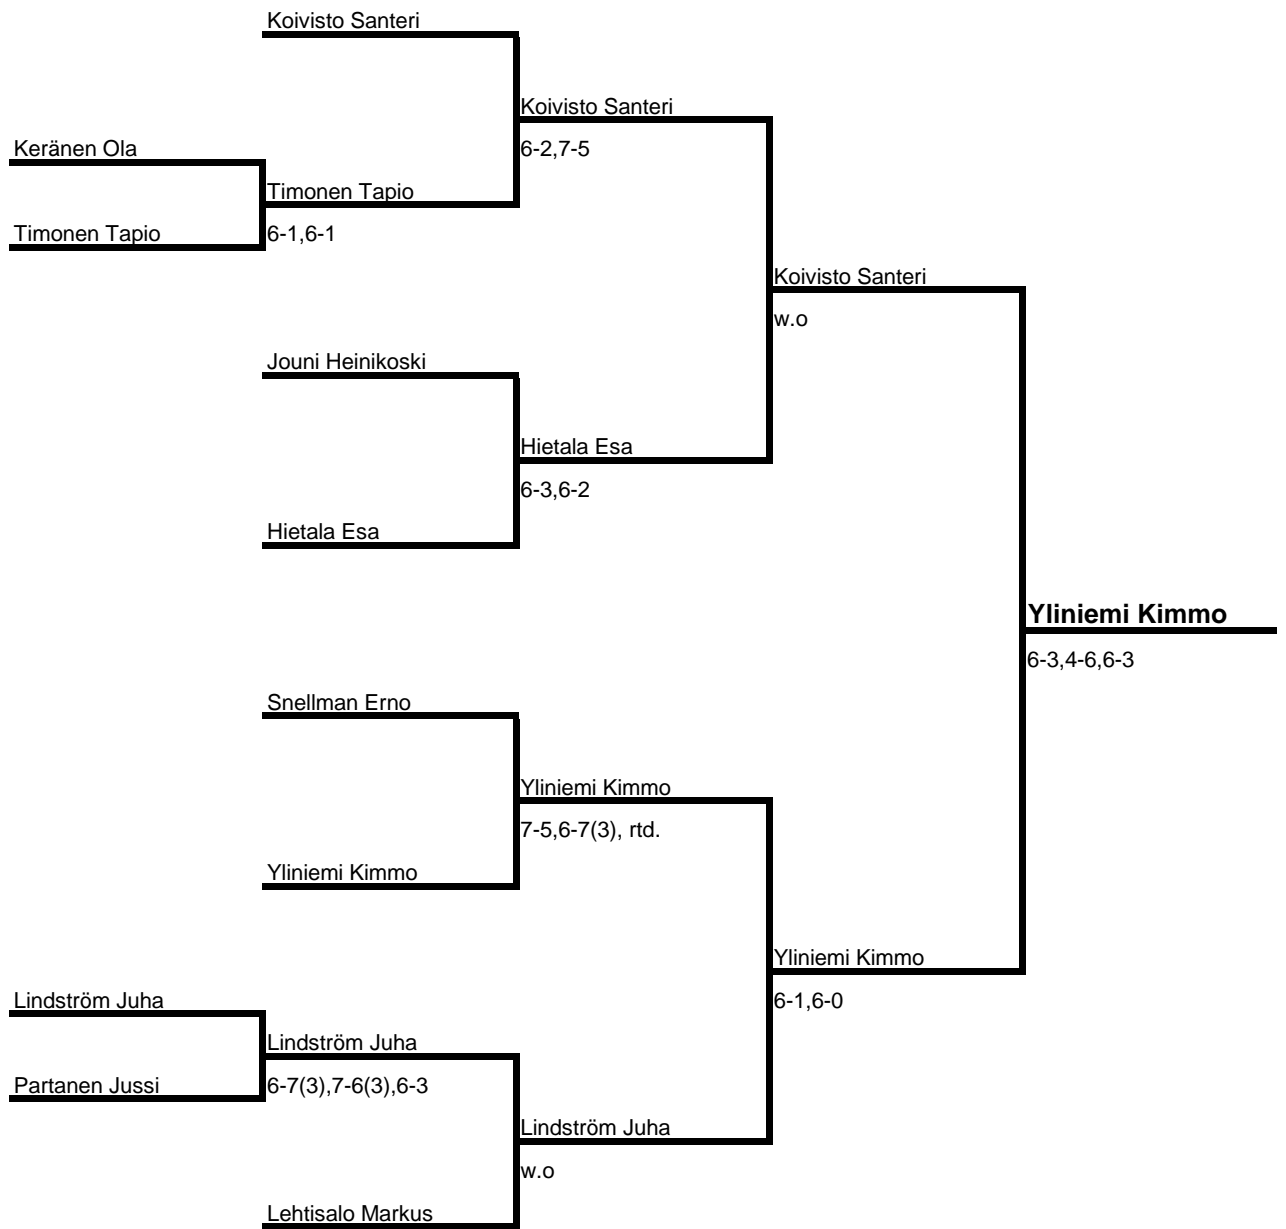 Koivisto Santeri
Koivisto Santeri
Keränen Ola
6-2,7-5
Timonen Tapio
Timonen Tapio
6-1,6-1
Koivisto Santeri
w.o
Jouni Heinikoski
Hietala Esa
6-3,6-2
Hietala Esa
Yliniemi Kimmo
6-3,4-6,6-3
Snellman Erno
Yliniemi Kimmo
7-5,6-7(3), rtd.
Yliniemi Kimmo
Yliniemi Kimmo
Lindström Juha
6-1,6-0
Lindström Juha
Partanen Jussi
6-7(3),7-6(3),6-3
Lindström Juha
w.o
Lehtisalo Markus